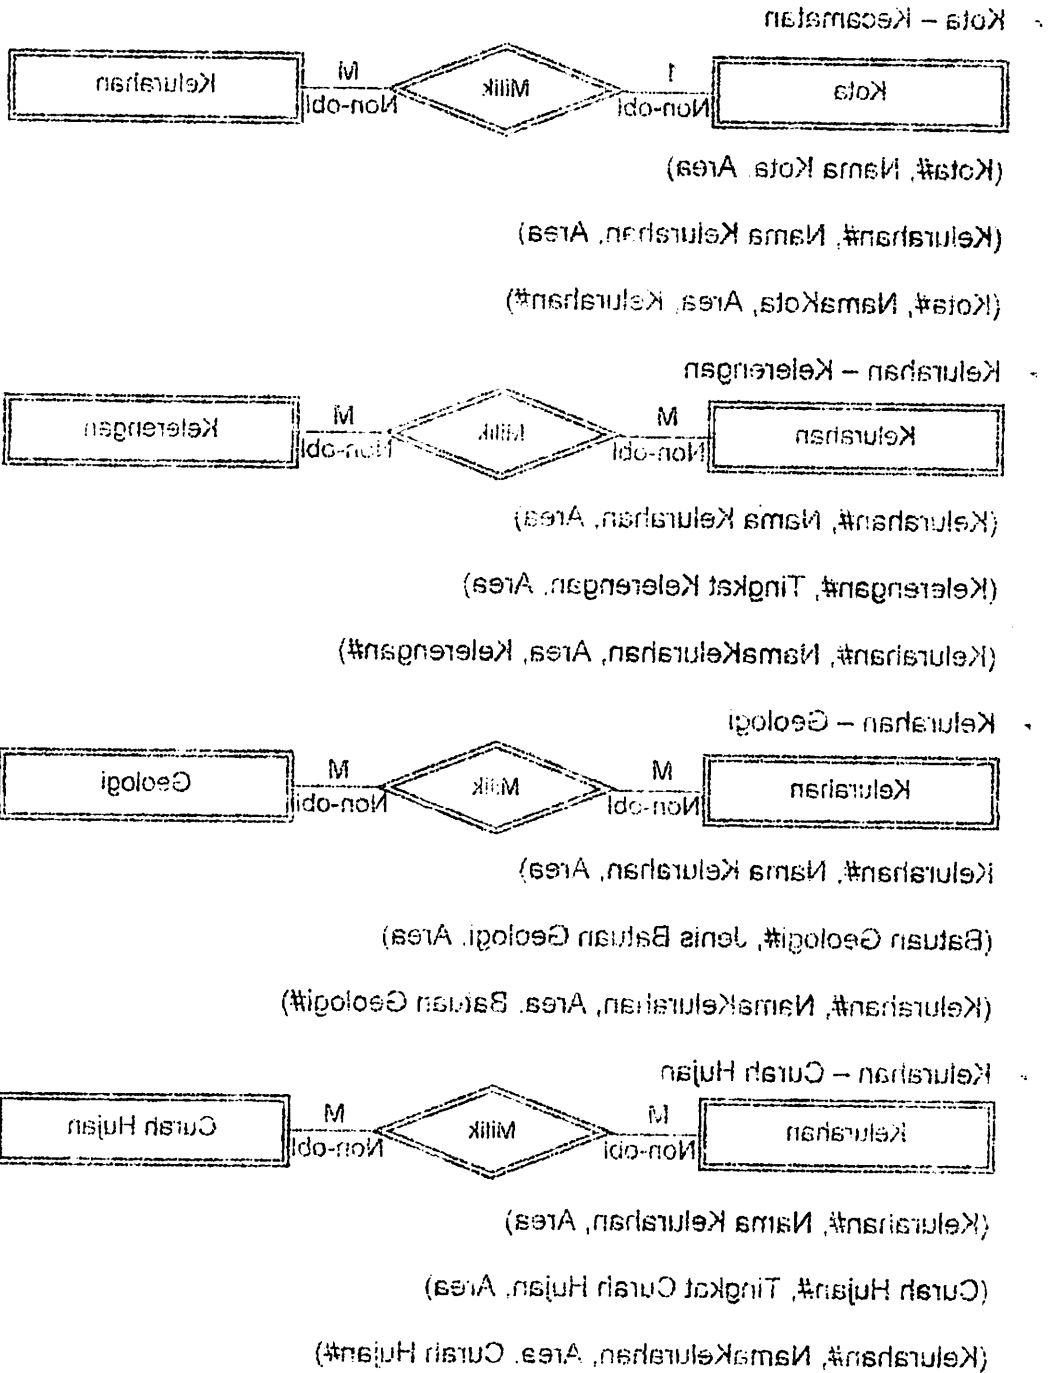 - Kota – Kecamatan
Kota 1 Non-obl Milik M Non-obl Kelurahan
(Kota#, Nama Kota. Area)
(Kelurahan#, Nama Kelurahan, Area)
(Kota#, NamaKota, Area, Kelurahan#)
- Kelurahan – Kelerengan
Kelurahan M Non-obl Milik M Non-obl Kelerengan
(Kelurahan#, Nama Kelurahan, Area)
(Kelerengan#, Tingkat Kelerengan, Area)
(Kelurahan#, NamaKelurahan, Area, Kelerengan#)
- Kelurahan – Geologi
Kelurahan M Non-obl Milik M Non-obl Geologi
Kelurahan#, Nama Kelurahan, Area)
(Batuan Geologi#, Jenis Batuan Geologi, Area)
(Kelurahan#, NamaKelurahan, Area. Batuan Geologi#)
- Kelurahan – Curah Hujan
Kelurahan M Non-obl Milik M Non-obl Curah Hujan
(Kelurahan#, Nama Kelurahan, Area)
(Curah Hujan#, Tingkat Curah Hujan, Area)
(Kelurahan#, NamaKelurahan, Area. Curah Hujan#)